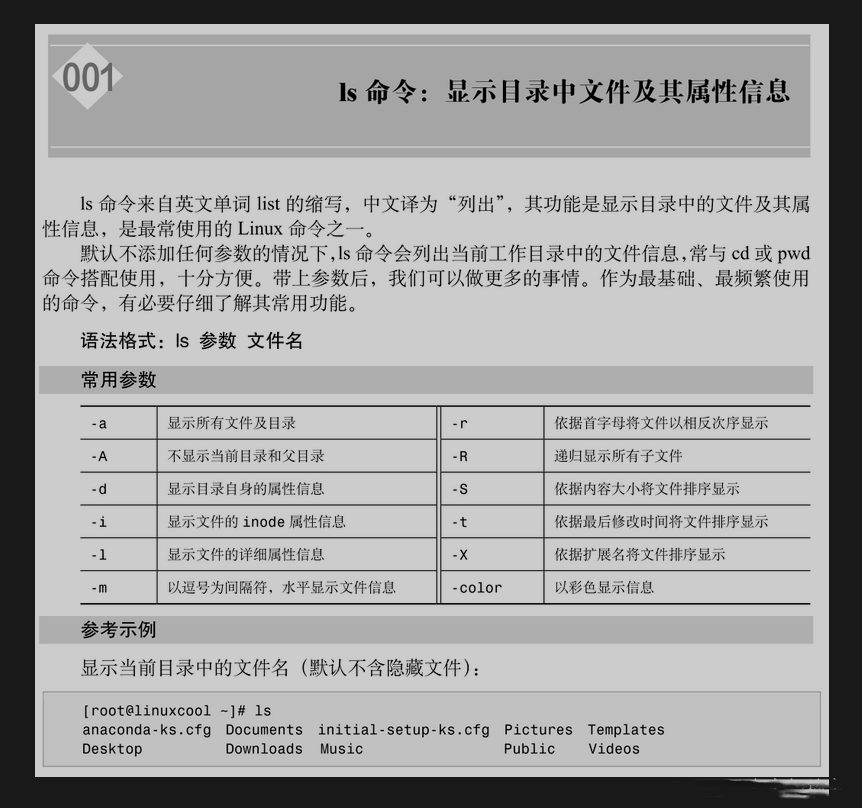 001
ls 命令：显示目录中文件及其属性信息
ls 命令来自英文单词 list 的缩写，中文译为“列出”，其功能是显示目录中的文件及其属
性信息，是最常使用的 Linux 命令之一。
默认不添加任何参数的情况下，ls 命令会列出当前工作目录中的文件信息，常与 cd 或 pwd
命令搭配使用，十分方便。带上参数后，我们可以做更多的事情。作为最基础、最频繁使用
的命令，有必要仔细了解其常用功能。
语法格式：ls 参数 文件名
常用参数
-a 显示所有文件及目录 -r 依据首字母将文件以相反次序显示
-A 不显示当前目录和父目录 -R 递归显示所有子文件
-d 显示目录自身的属性信息 -S 依据内容大小将文件排序显示
-i 显示文件的 inode 属性信息 -t 依据最后修改时间将文件排序显示
-l 显示文件的详细属性信息 -X 依据扩展名将文件排序显示
-m 以逗号为间隔符，水平显示文件信息 -color 以彩色显示信息
参考示例
显示当前目录中的文件名（默认不含隐藏文件）：
[root@linuxcool ~]# ls
anaconda-ks.cfg Documents initial-setup-ks.cfg Pictures Templates
Desktop Downloads Music Public Videos